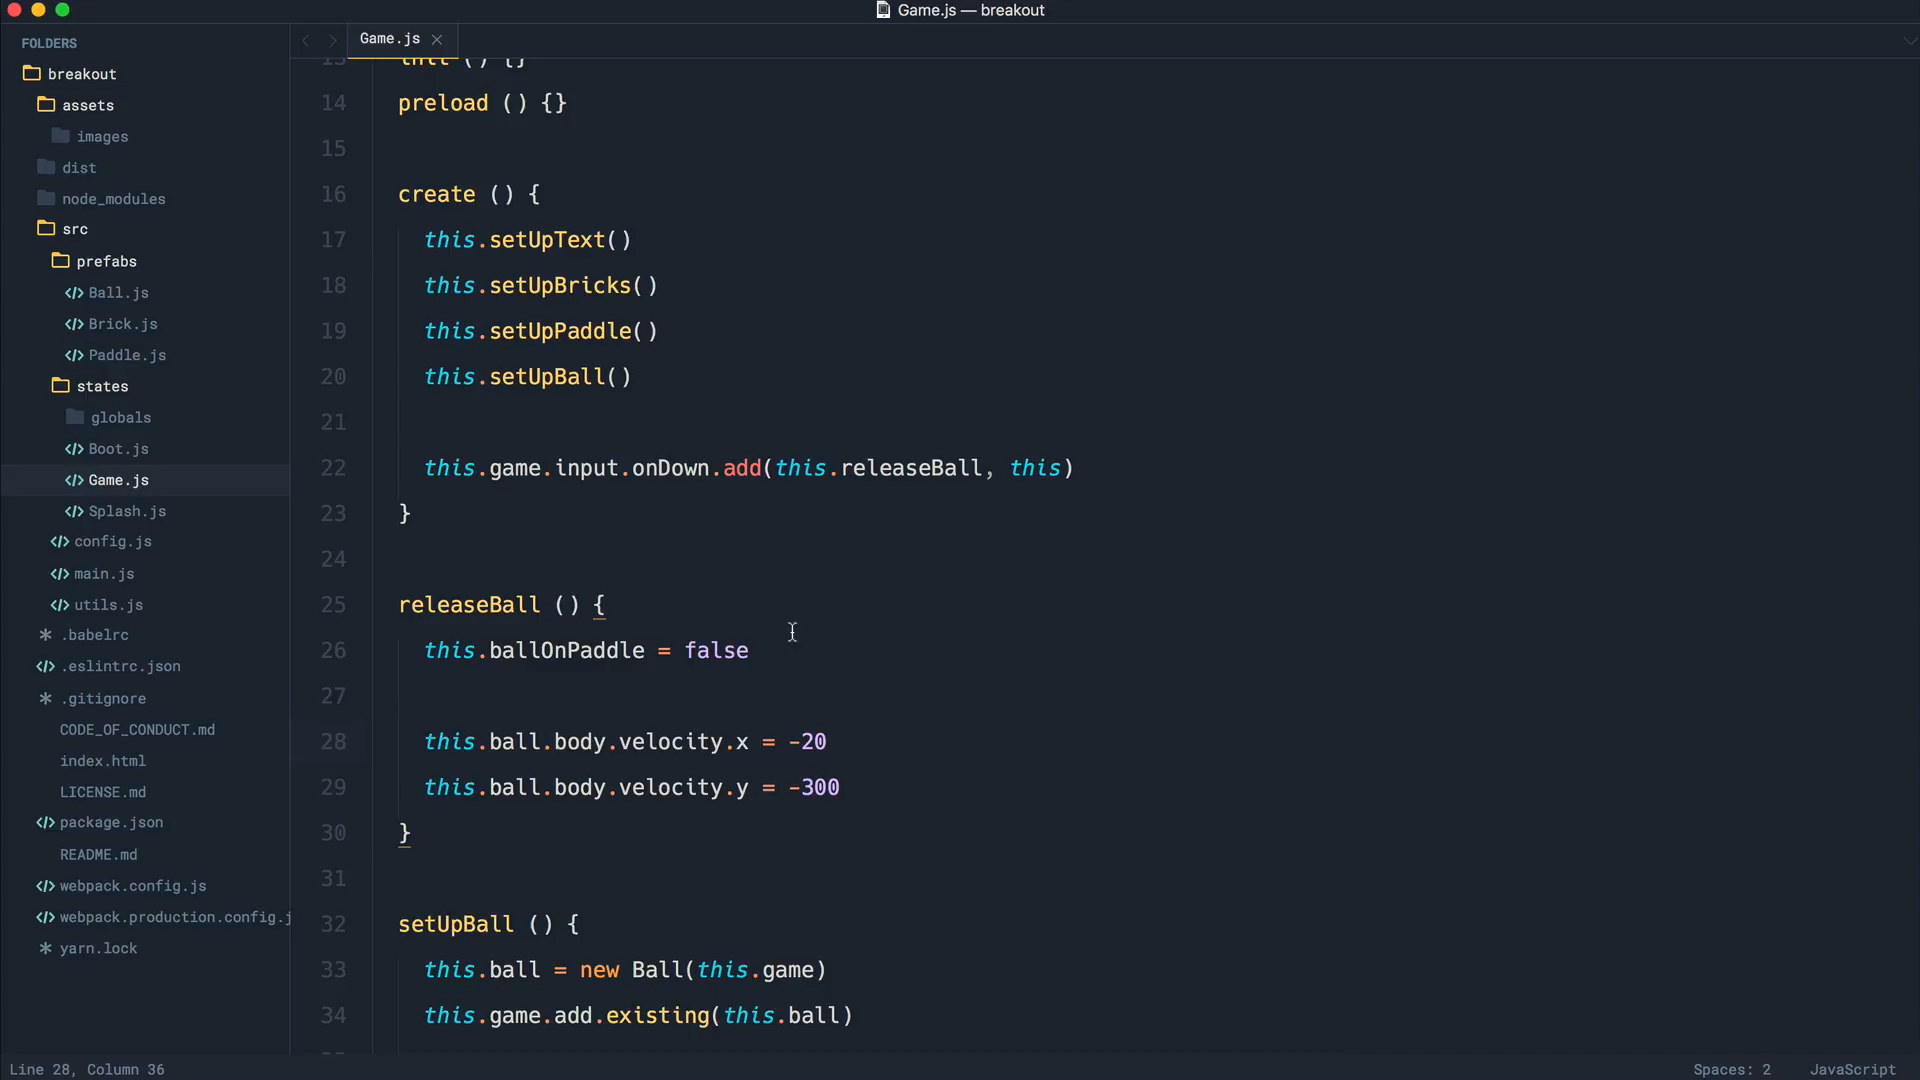 Game.js — breakout
FOLDERS
breakout
assets
images
dist
node_modules
src
prefabs
Ball.js
Brick.js
Paddle.js
states
globals
Boot.js
Game.js
Splash.js
config.js
main.js
utils.js
.babelrc
.eslintrc.json
.gitignore
CODE_OF_CONDUCT.md
index.html
LICENSE.md
package.json
README.md
webpack.config.js
webpack.production.config.j
yarn.lock
Game.js
13 init () {}
14 preload () {}
15
16 create () {
17 this.setUpText()
18 this.setUpBricks()
19 this.setUpPaddle()
20 this.setUpBall()
21
22 this.game.input.onDown.add(this.releaseBall, this)
23 }
24
25 releaseBall () {
26 this.ballOnPaddle = false
27
28 this.ball.body.velocity.x = -20
29 this.ball.body.velocity.y = -300
30 }
31
32 setUpBall () {
33 this.ball = new Ball(this.game)
34 this.game.add.existing(this.ball)
Line 28, Column 36
Spaces: 2
JavaScript